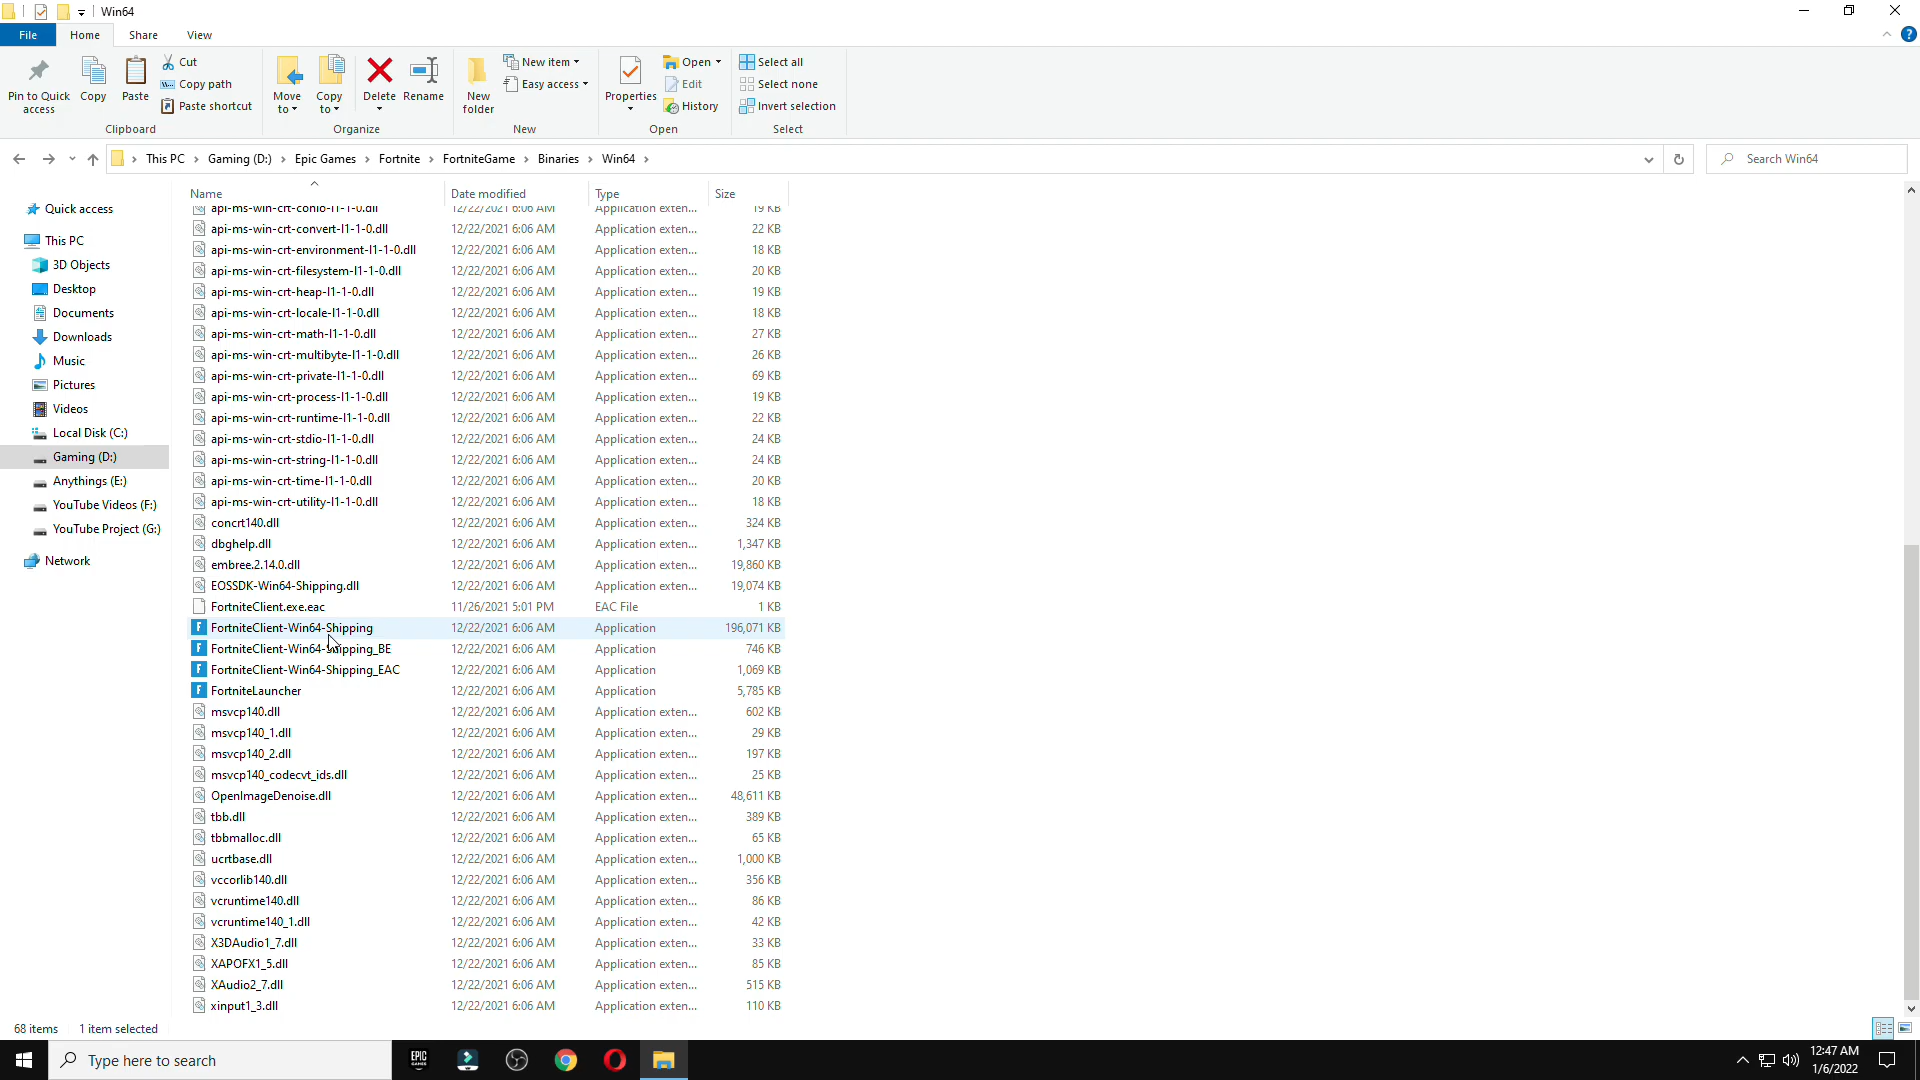 Win64
File Home Share View
Pin to Quick access
Copy
Paste
Cut
Copy path
Paste shortcut
Clipboard
Move to
Copy to
Delete
Rename
Organize
New folder
New item
Easy access
New
Properties
Open
Edit
History
Open
Select all
Select none
Invert selection
Select
This PC > Gaming (D:) > Epic Games > Fortnite > FortniteGame > Binaries > Win64 >
Search Win64
Quick access
This PC
3D Objects
Desktop
Documents
Downloads
Music
Pictures
Videos
Local Disk (C:)
Gaming (D:)
Anythings (E:)
YouTube Videos (F:)
YouTube Project (G:)
Network
Name Date modified Type Size
api-ms-win-crt-conio-l1-1-0.dll 12/22/2021 6:06 AM Application exten... 19 KB
api-ms-win-crt-convert-l1-1-0.dll 12/22/2021 6:06 AM Application exten... 22 KB
api-ms-win-crt-environment-l1-1-0.dll 12/22/2021 6:06 AM Application exten... 18 KB
api-ms-win-crt-filesystem-l1-1-0.dll 12/22/2021 6:06 AM Application exten... 20 KB
api-ms-win-crt-heap-l1-1-0.dll 12/22/2021 6:06 AM Application exten... 19 KB
api-ms-win-crt-locale-l1-1-0.dll 12/22/2021 6:06 AM Application exten... 18 KB
api-ms-win-crt-math-l1-1-0.dll 12/22/2021 6:06 AM Application exten... 27 KB
api-ms-win-crt-multibyte-l1-1-0.dll 12/22/2021 6:06 AM Application exten... 26 KB
api-ms-win-crt-private-l1-1-0.dll 12/22/2021 6:06 AM Application exten... 69 KB
api-ms-win-crt-process-l1-1-0.dll 12/22/2021 6:06 AM Application exten... 19 KB
api-ms-win-crt-runtime-l1-1-0.dll 12/22/2021 6:06 AM Application exten... 22 KB
api-ms-win-crt-stdio-l1-1-0.dll 12/22/2021 6:06 AM Application exten... 24 KB
api-ms-win-crt-string-l1-1-0.dll 12/22/2021 6:06 AM Application exten... 24 KB
api-ms-win-crt-time-l1-1-0.dll 12/22/2021 6:06 AM Application exten... 20 KB
api-ms-win-crt-utility-l1-1-0.dll 12/22/2021 6:06 AM Application exten... 18 KB
concrt140.dll 12/22/2021 6:06 AM Application exten... 324 KB
dbghelp.dll 12/22/2021 6:06 AM Application exten... 1,347 KB
embree.2.14.0.dll 12/22/2021 6:06 AM Application exten... 19,860 KB
EOSSDK-Win64-Shipping.dll 12/22/2021 6:06 AM Application exten... 19,074 KB
FortniteClient.exe.eac 11/26/2021 5:01 PM EAC File 1 KB
FortniteClient-Win64-Shipping 12/22/2021 6:06 AM Application 196,071 KB
FortniteClient-Win64-Shipping_BE 12/22/2021 6:06 AM Application 746 KB
FortniteClient-Win64-Shipping_EAC 12/22/2021 6:06 AM Application 1,069 KB
FortniteLauncher 12/22/2021 6:06 AM Application 5,785 KB
msvcp140.dll 12/22/2021 6:06 AM Application exten... 602 KB
msvcp140_1.dll 12/22/2021 6:06 AM Application exten... 29 KB
msvcp140_2.dll 12/22/2021 6:06 AM Application exten... 197 KB
msvcp140_codecvt_ids.dll 12/22/2021 6:06 AM Application exten... 25 KB
OpenImageDenoise.dll 12/22/2021 6:06 AM Application exten... 48,611 KB
tbb.dll 12/22/2021 6:06 AM Application exten... 389 KB
tbbmalloc.dll 12/22/2021 6:06 AM Application exten... 65 KB
ucrtbase.dll 12/22/2021 6:06 AM Application exten... 1,000 KB
vccorlib140.dll 12/22/2021 6:06 AM Application exten... 356 KB
vcruntime140.dll 12/22/2021 6:06 AM Application exten... 86 KB
vcruntime140_1.dll 12/22/2021 6:06 AM Application exten... 42 KB
X3DAudio1_7.dll 12/22/2021 6:06 AM Application exten... 33 KB
XAPOFX1_5.dll 12/22/2021 6:06 AM Application exten... 85 KB
XAudio2_7.dll 12/22/2021 6:06 AM Application exten... 515 KB
xinput1_3.dll 12/22/2021 6:06 AM Application exten... 110 KB
68 items 1 item selected
Type here to search
EPIC GAMES
12:47 AM
1/6/2022